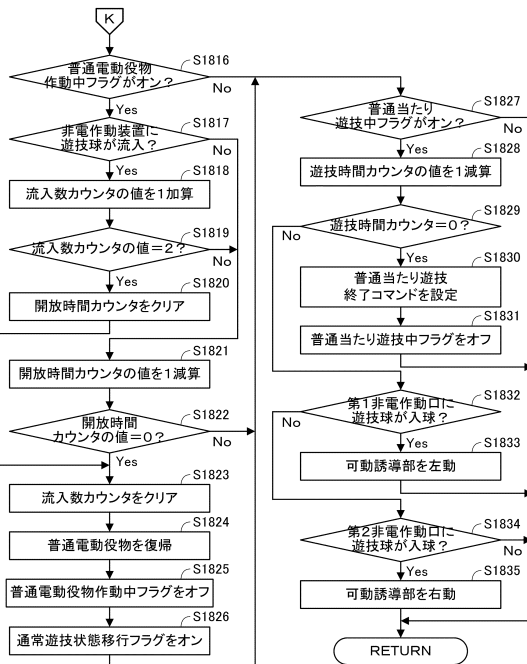 K
S1816
普通電動役物
作動中フラグがオン？
No
Yes
S1817
非電作動装置に
遊技球が流入？
No
Yes
S1818
流入数カウンタの値を1加算
S1819
流入数カウンタの値＝2？
No
Yes
S1820
開放時間カウンタをクリア
S1821
開放時間カウンタの値を1減算
S1822
開放時間
カウンタの値＝0？
No
Yes
S1823
流入数カウンタをクリア
S1824
普通電動役物を復帰
S1825
普通電動役物作動中フラグをオフ
S1826
通常遊技状態移行フラグをオン
S1827
普通当たり
遊技中フラグがオン？
No
Yes
S1828
遊技時間カウンタの値を1減算
S1829
遊技時間カウンタ＝0？
No
Yes
S1830
普通当たり遊技
終了コマンドを設定
S1831
普通当たり遊技中フラグをオフ
S1832
第1非電作動口に
遊技球が入球？
No
Yes
S1833
可動誘導部を左動
S1834
第2非電作動口に
遊技球が入球？
No
Yes
S1835
可動誘導部を右動
RETURN